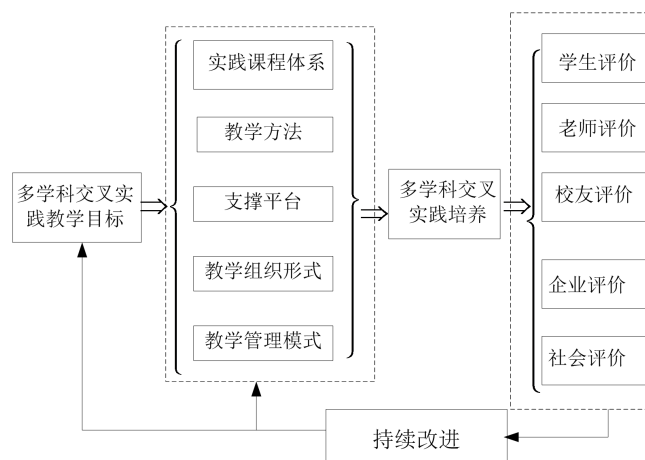 多学科交叉实
践教学目标
实践课程体系
教学方法
支撑平台
教学组织形式
教学管理模式
多学科交叉
实践培养
学生评价
老师评价
校友评价
企业评价
社会评价
持续改进